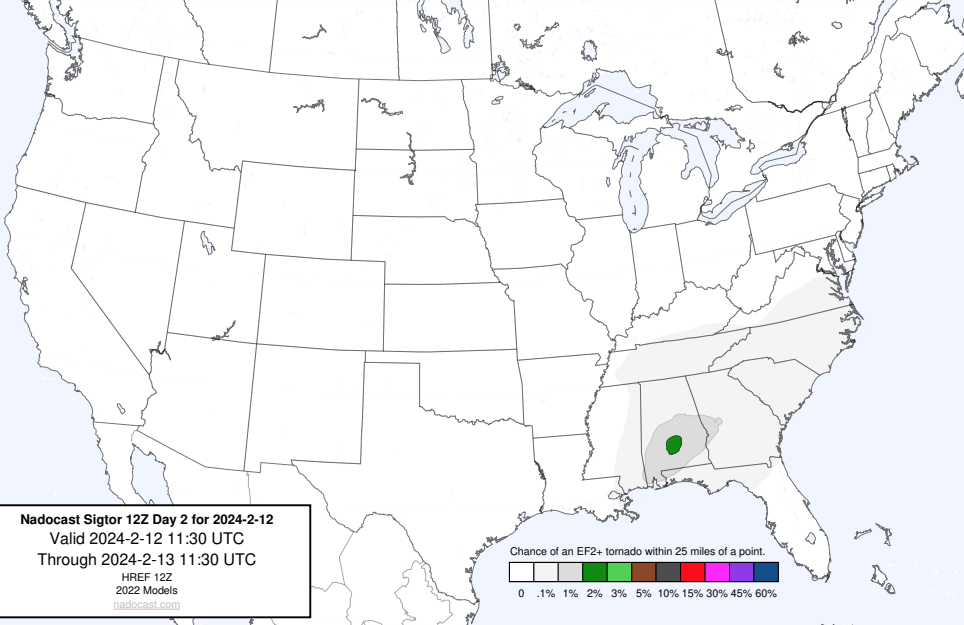 Nadocast Sigtor 12Z Day 2 for 2024-2-12
Valid 2024-2-12 11:30 UTC
Through 2024-2-13 11:30 UTC
HREF 12Z
2022 Models
nadocast.com
Chance of an EF2+ tornado within 25 miles of a point.
0 .1% 1% 2% 3% 5% 10% 15% 30% 45% 60%